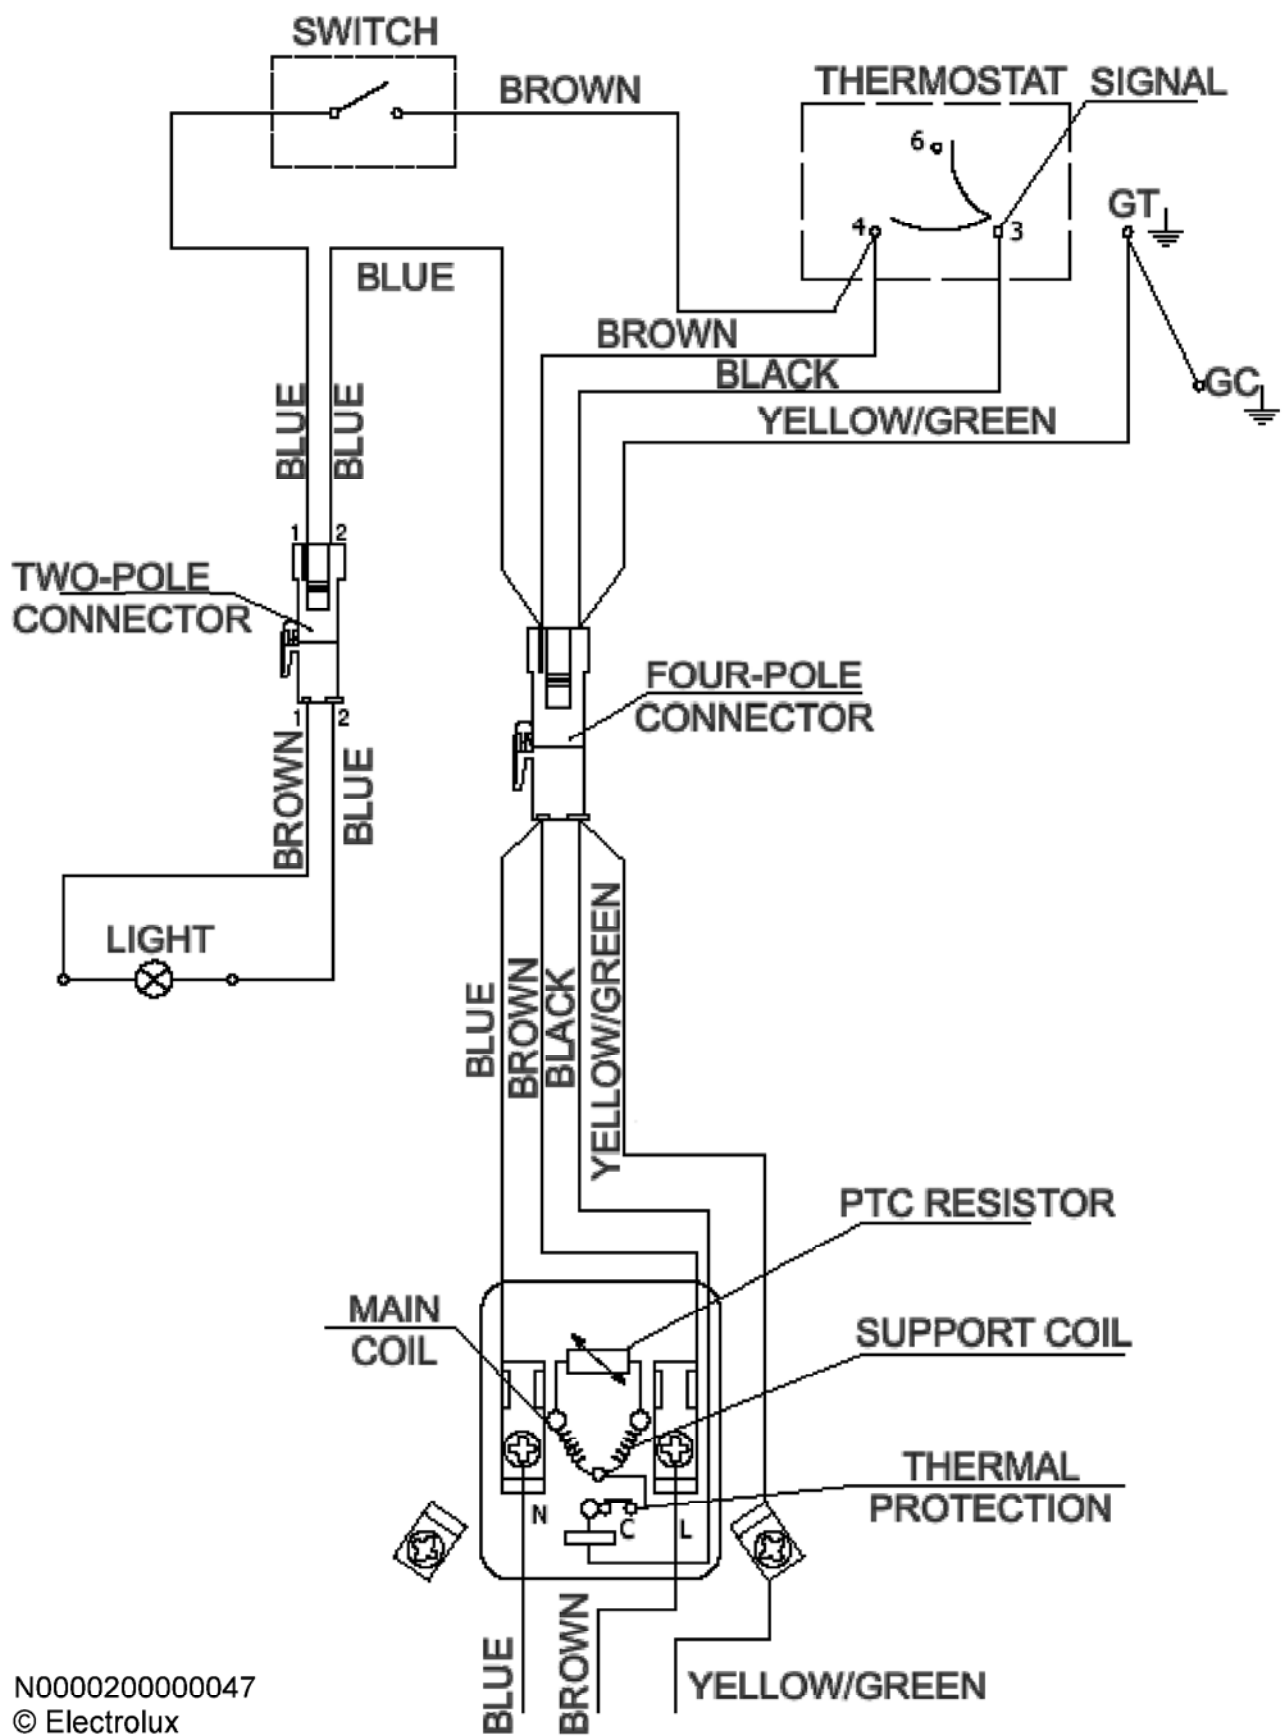 SWITCH
BROWN
THERMOSTAT
SIGNAL
6
4
3
GT
GC
BLUE
BROWN
BLACK
YELLOW/GREEN
BLUE
BLUE
1 2
TWO-POLE
CONNECTOR
FOUR-POLE
CONNECTOR
1 2
BROWN
BLUE
LIGHT
BLUE
BROWN
BLACK
YELLOW/GREEN
PTC RESISTOR
MAIN
COIL
SUPPORT COIL
THERMAL
PROTECTION
N
C
L
BLUE
BROWN
YELLOW/GREEN
N0000200000047
© Electrolux